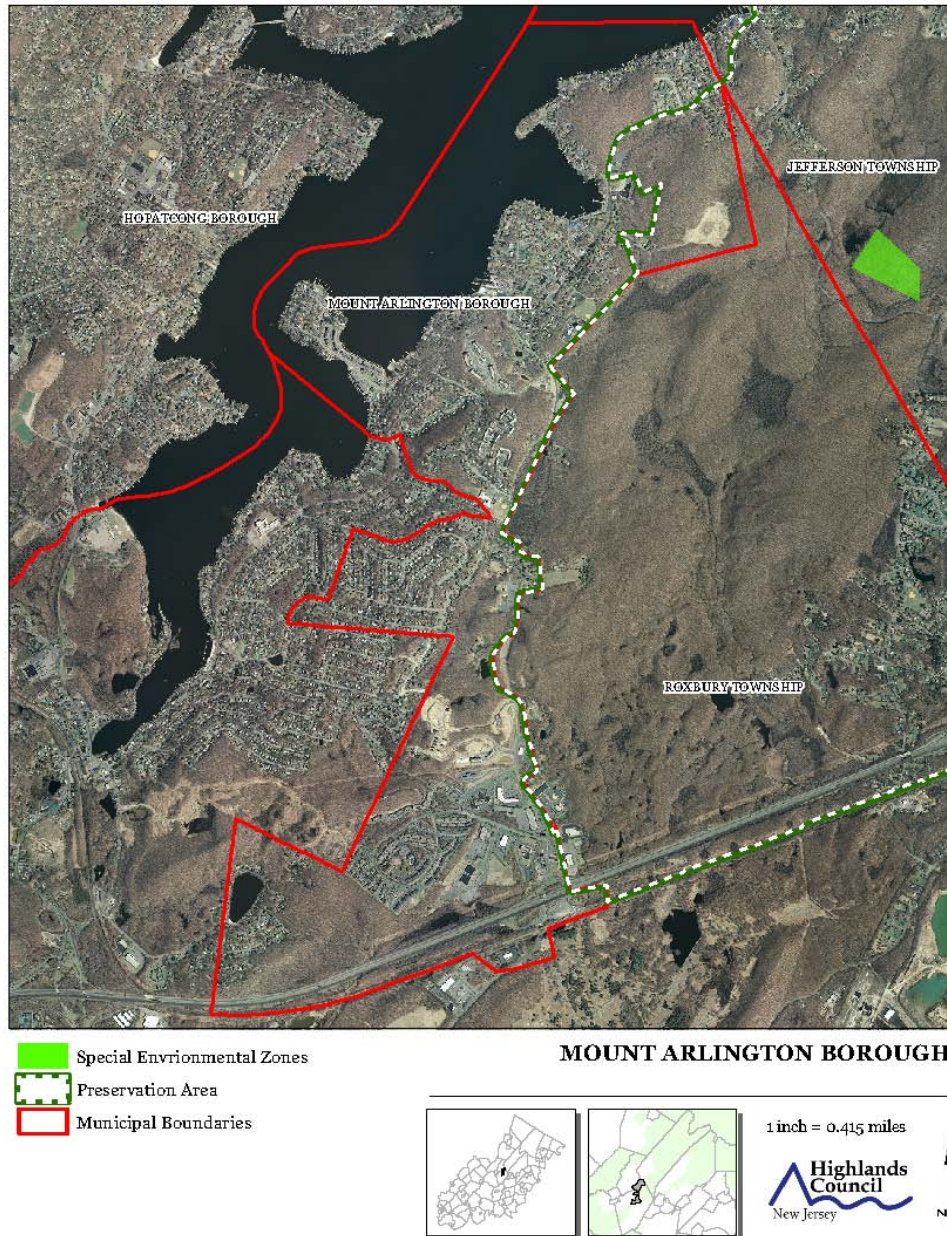 JEFFERSON TOWNSHIP
HOPATCONG BOROUGH
MOUNT ARLINGTON BOROUGH
ROXBURY TOWNSHIP
Special Envrionmental Zones
Preservation Area
Municipal Boundaries
MOUNT ARLINGTON BOROUGH
1 inch = 0.415 miles
Highlands
Council
New Jersey